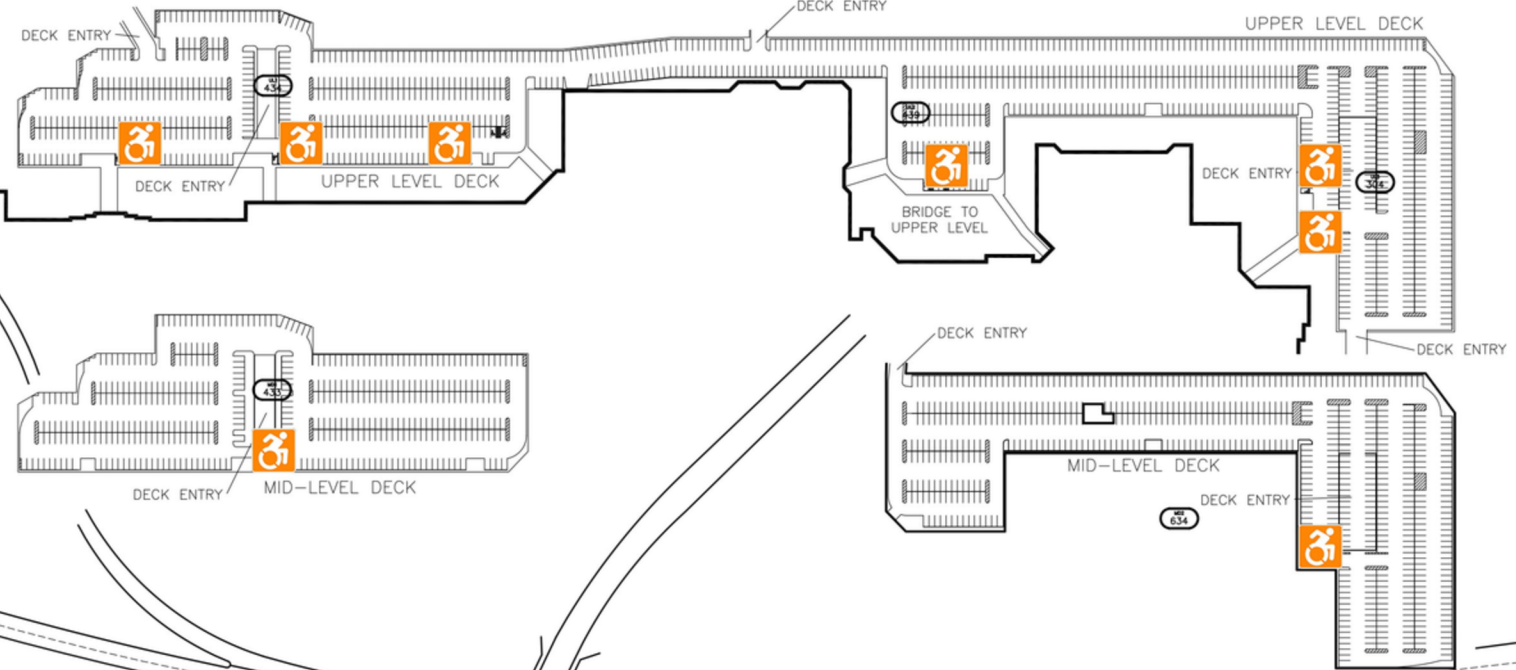 DECK ENTRY
UPPER LEVEL DECK
DECK ENTRY
434
439
DECK ENTRY
304
DECK ENTRY
UPPER LEVEL DECK
BRIDGE TO
UPPER LEVEL
DECK ENTRY
DECK ENTRY
433
MID-LEVEL DECK
DECK ENTRY
MID-LEVEL DECK
DECK ENTRY
634